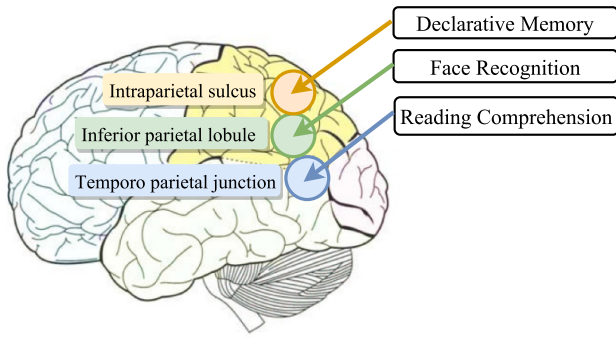 Declarative Memory
Face Recognition
Reading Comprehension
Intraparietal sulcus
Inferior parietal lobule
Temporo parietal junction